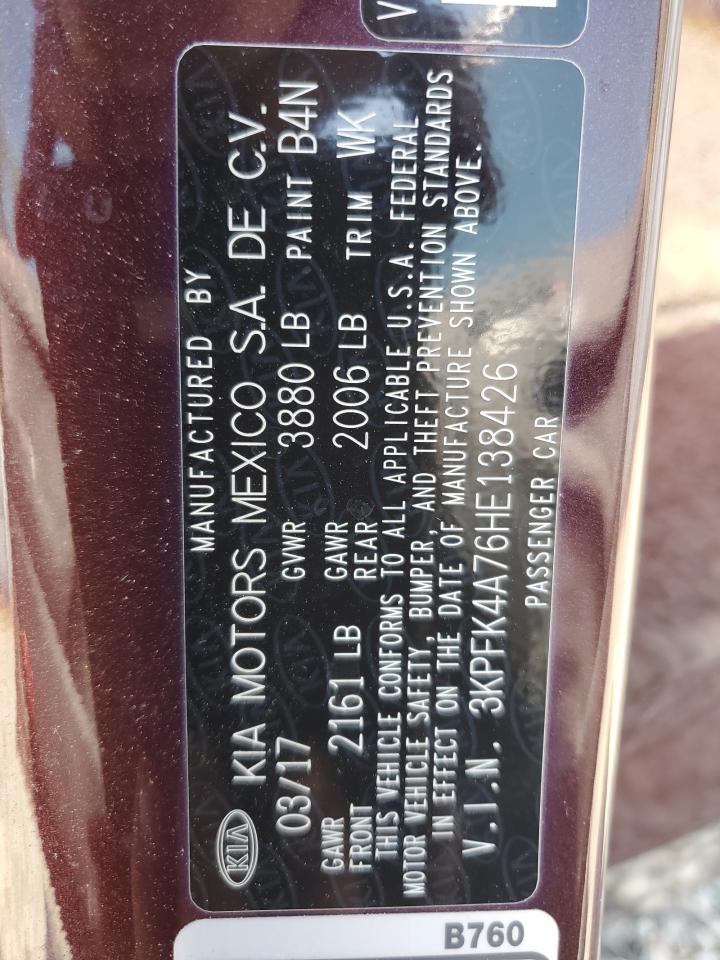 KIA
MANUFACTURED BY
KIA MOTORS MEXICO S.A. DE C.V.
03/17 GVWR 3880 LB PAINT B4N
GAWR FRONT 2161 LB GAWR REAR 2006 LB TRIM WK
THIS VEHICLE CONFORMS TO ALL APPLICABLE U.S.A. FEDERAL
MOTOR VEHICLE SAFETY, BUMPER, AND THEFT PREVENTION STANDARDS
IN EFFECT ON THE DATE OF MANUFACTURE SHOWN ABOVE.
V.I.N. 3KPFK4A76HE138426
PASSENGER CAR
B760
V